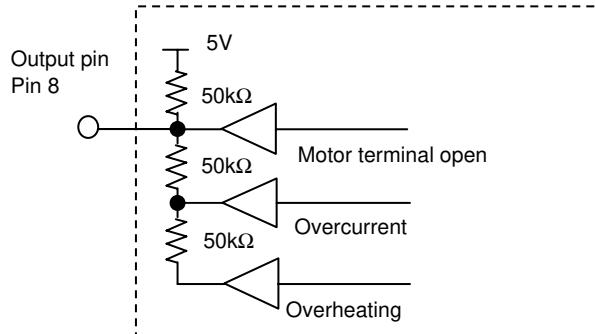 5V
Output pin
Pin 8
50kΩ
Motor terminal open
50kΩ
Overcurrent
50kΩ
Overheating